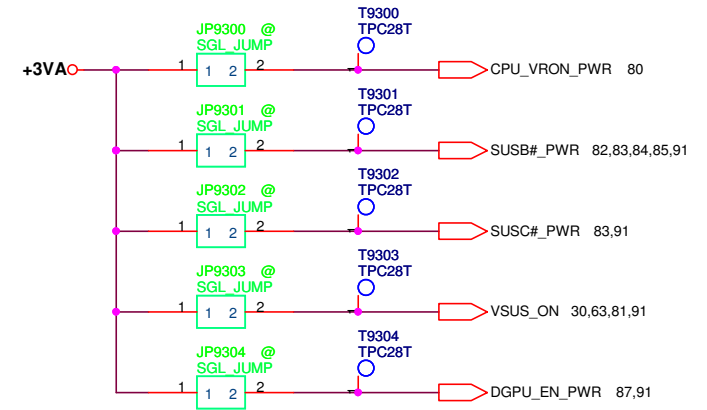 T9300
TPC28T
JP9300 @
SGL_JUMP
+3VA 1 1 2 2 CPU_VRON_PWR 80
T9301
TPC28T
JP9301 @
SGL_JUMP
1 1 2 2 SUSB#_PWR 82,83,84,85,91
T9302
TPC28T
JP9302 @
SGL_JUMP
1 1 2 2 SUSC#_PWR 83,91
T9303
TPC28T
JP9303 @
SGL_JUMP
1 1 2 2 VSUS_ON 30,63,81,91
T9304
TPC28T
JP9304 @
SGL_JUMP
1 1 2 2 DGPU_EN_PWR 87,91